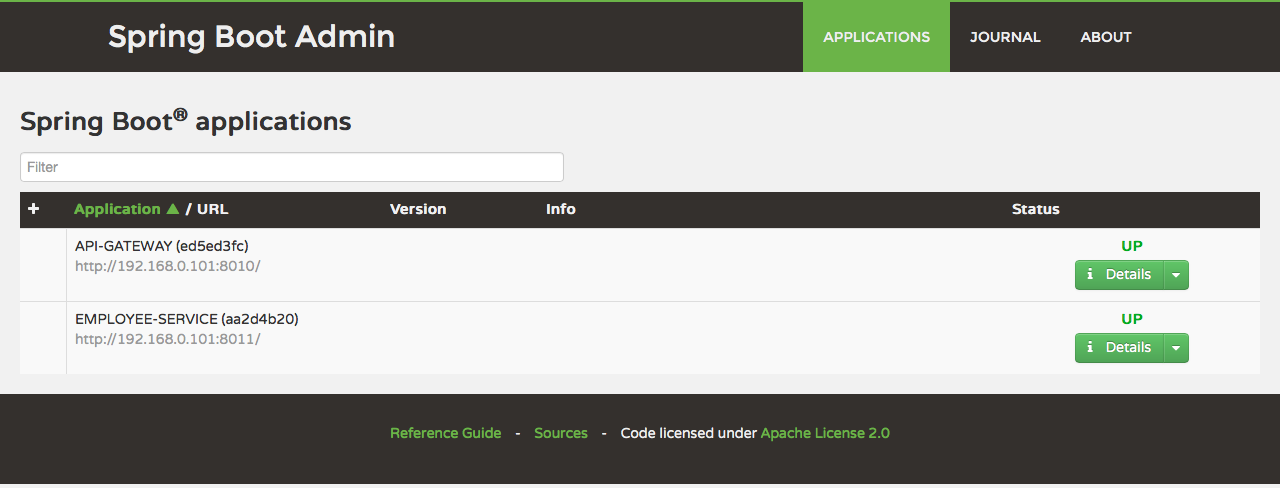 Spring Boot Admin
APPLICATIONS JOURNAL ABOUT
Spring Boot® applications
Filter
Application ▲ / URL Version Info Status
API-GATEWAY (ed5ed3fc) UP
http://192.168.0.101:8010/
i Details
EMPLOYEE-SERVICE (aa2d4b20) UP
http://192.168.0.101:8011/
i Details
Reference Guide - Sources - Code licensed under Apache License 2.0